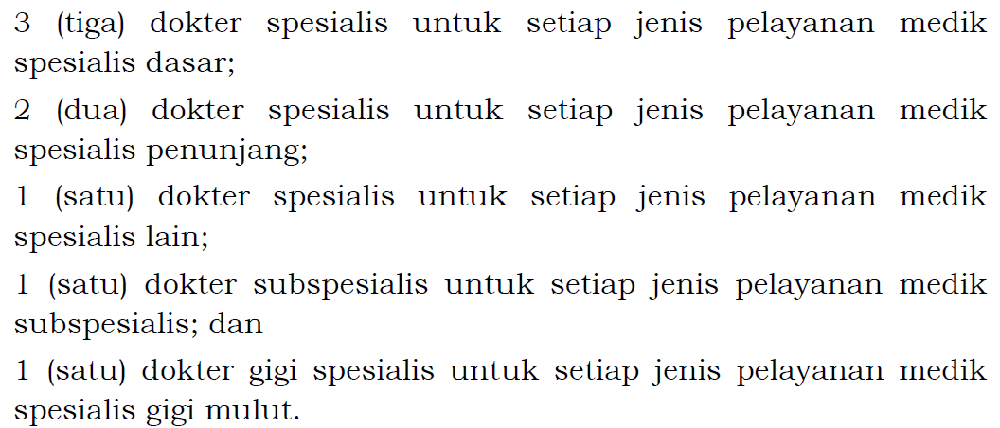 3 (tiga) dokter spesialis untuk setiap jenis pelayanan medik
spesialis dasar;
2 (dua) dokter spesialis untuk setiap jenis pelayanan medik
spesialis penunjang;
1 (satu) dokter spesialis untuk setiap jenis pelayanan medik
spesialis lain;
1 (satu) dokter subspesialis untuk setiap jenis pelayanan medik
subspesialis; dan
1 (satu) dokter gigi spesialis untuk setiap jenis pelayanan medik
spesialis gigi mulut.